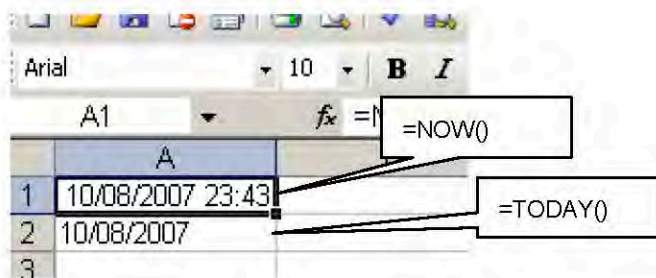 Arial 10 B I
A1 fx =N
=NOW()
A
1 10/08/2007 23:43
=TODAY()
2 10/08/2007
3